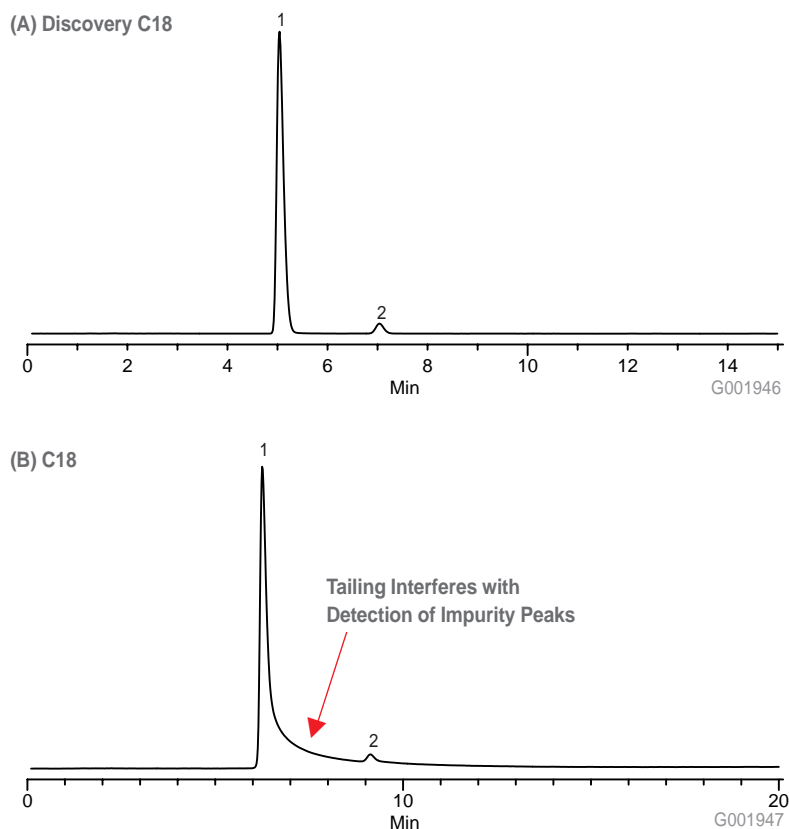 (A) Discovery C18
1
2
0 2 4 6 8 10 12 14
Min
G001946
(B) C18
1
Tailing Interferes with
Detection of Impurity Peaks
2
0 10 20
Min
G001947